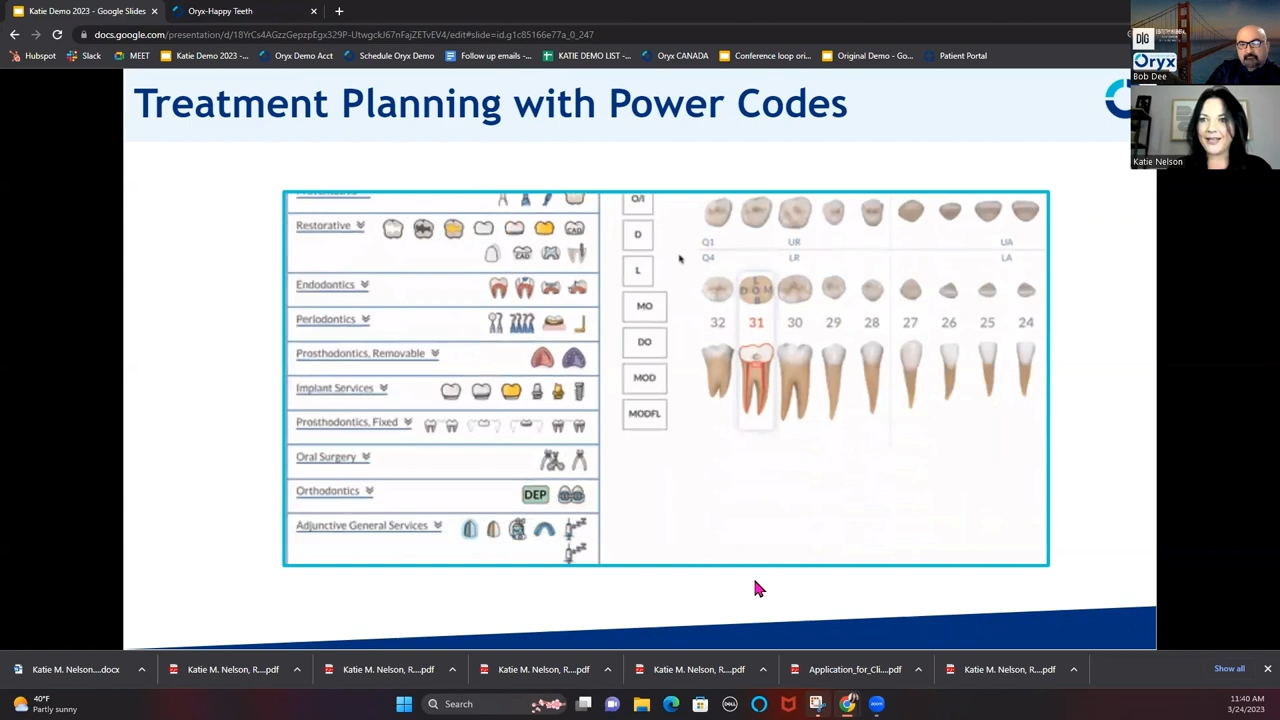 Katie Demo 2023 - Google Slides
Oryx-Happy Teeth
docs.google.com/presentation/d/18YrCs4AGzzGepzpEgx329P-UtwgckJ67nFajZETvEV4/edit#slide=id.g1c85166e77a_0_247
Hubspot Slack MEET Katie Demo 2023 -... Oryx Demo Acct Schedule Oryx Demo Follow up emails -... KATIE DEMO LIST -... Oryx CANADA Conference loop ori... Original Demo - Go... Patient Portal
Oryx
Bob Dee
Katie Nelson
Treatment Planning with Power Codes
Restorative
CAD
CAD
Endodontics
Periodontics
Prosthodontics, Removable
Implant Services
Prosthodontics, Fixed
Oral Surgery
Orthodontics
DEP
Adjunctive General Services
O/I
D
L
MO
DO
MOD
MODFL
Q1 UR UA
Q4 LR LA
D O M
32 31 30 29 28 27 26 25 24
Katie M. Nelson....docx Katie M. Nelson, R....pdf Katie M. Nelson, R....pdf Katie M. Nelson, R....pdf Katie M. Nelson, R....pdf Application_for_Cli....pdf Katie M. Nelson, R....pdf Show all
40°F
Partly sunny
Search
DELL
11:40 AM
3/24/2023